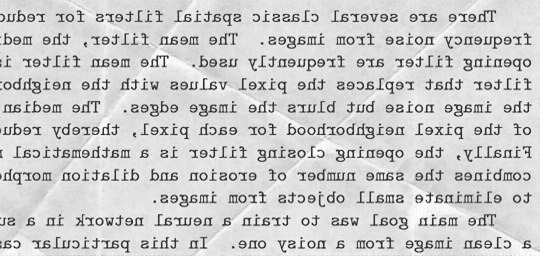 There are several classic spatial filters for reduc
frequency noise from images. The mean filter, the med
opening filter are frequently used. The mean filter is
filter that replaces the pixel values with the neighbor
the image noise but blurs the image edges. The median
of the pixel neighborhood for each pixel, thereby reduc
Finally, the opening closing filter is a mathematical
combines the same number of erosion and dilation morpho
to eliminate small objects from images.
The main goal was to train a neural network in a su
a clean image from a noisy one. In this particular cas